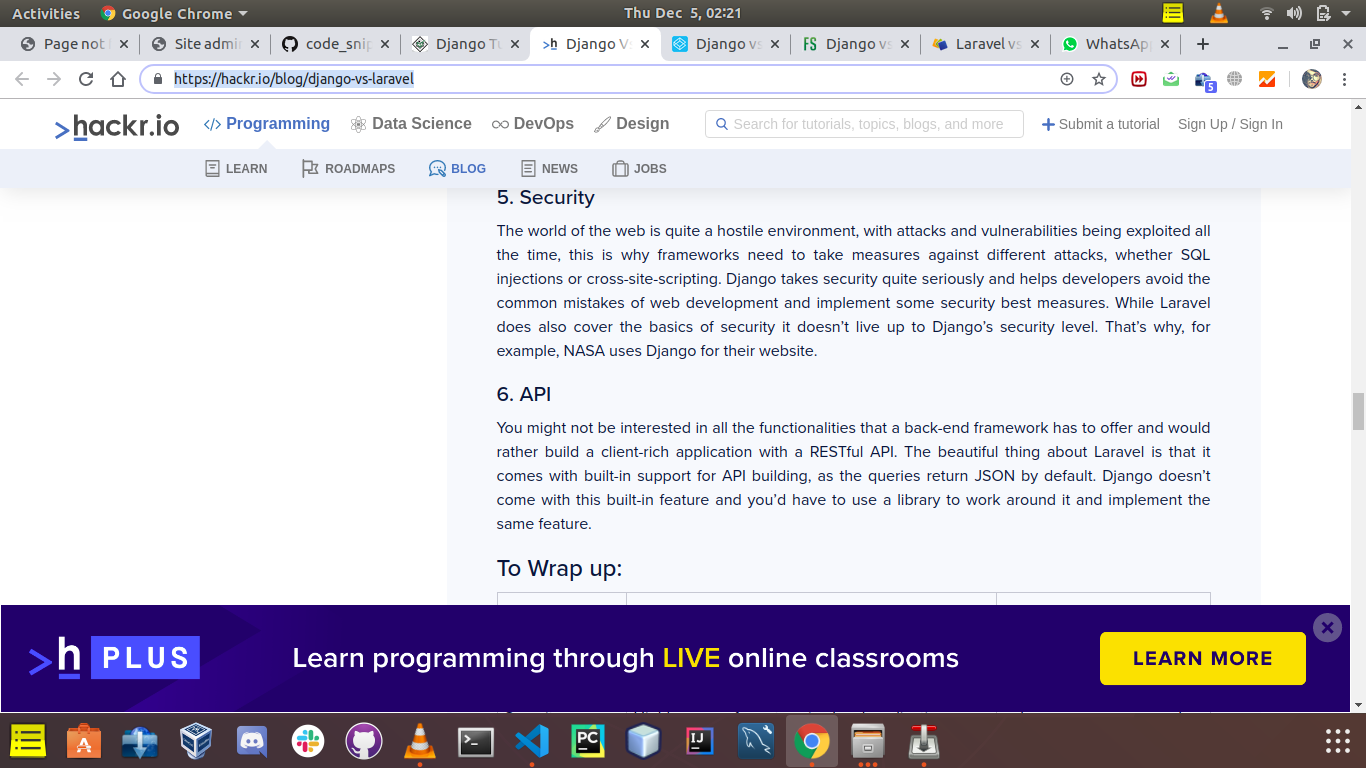 Activities
Google Chrome
Thu Dec 5, 02:21
Page not
Site admi
code_snip
Django Tu
Django V
Django vs
Django vs
Laravel vs
WhatsApp
https://hackr.io/blog/django-vs-laravel
5
>hackr.io
</> Programming
Data Science
DevOps
Design
Search for tutorials, topics, blogs, and more
+ Submit a tutorial
Sign Up / Sign In
LEARN
ROADMAPS
BLOG
NEWS
JOBS
5. Security
The world of the web is quite a hostile environment, with attacks and vulnerabilities being exploited all
the time, this is why frameworks need to take measures against different attacks, whether SQL
injections or cross-site-scripting. Django takes security quite seriously and helps developers avoid the
common mistakes of web development and implement some security best measures. While Laravel
does also cover the basics of security it doesn’t live up to Django’s security level. That’s why, for
example, NASA uses Django for their website.
6. API
You might not be interested in all the functionalities that a back-end framework has to offer and would
rather build a client-rich application with a RESTful API. The beautiful thing about Laravel is that it
comes with built-in support for API building, as the queries return JSON by default. Django doesn’t
come with this built-in feature and you’d have to use a library to work around it and implement the
same feature.
To Wrap up:
>h PLUS
Learn programming through LIVE online classrooms
LEARN MORE